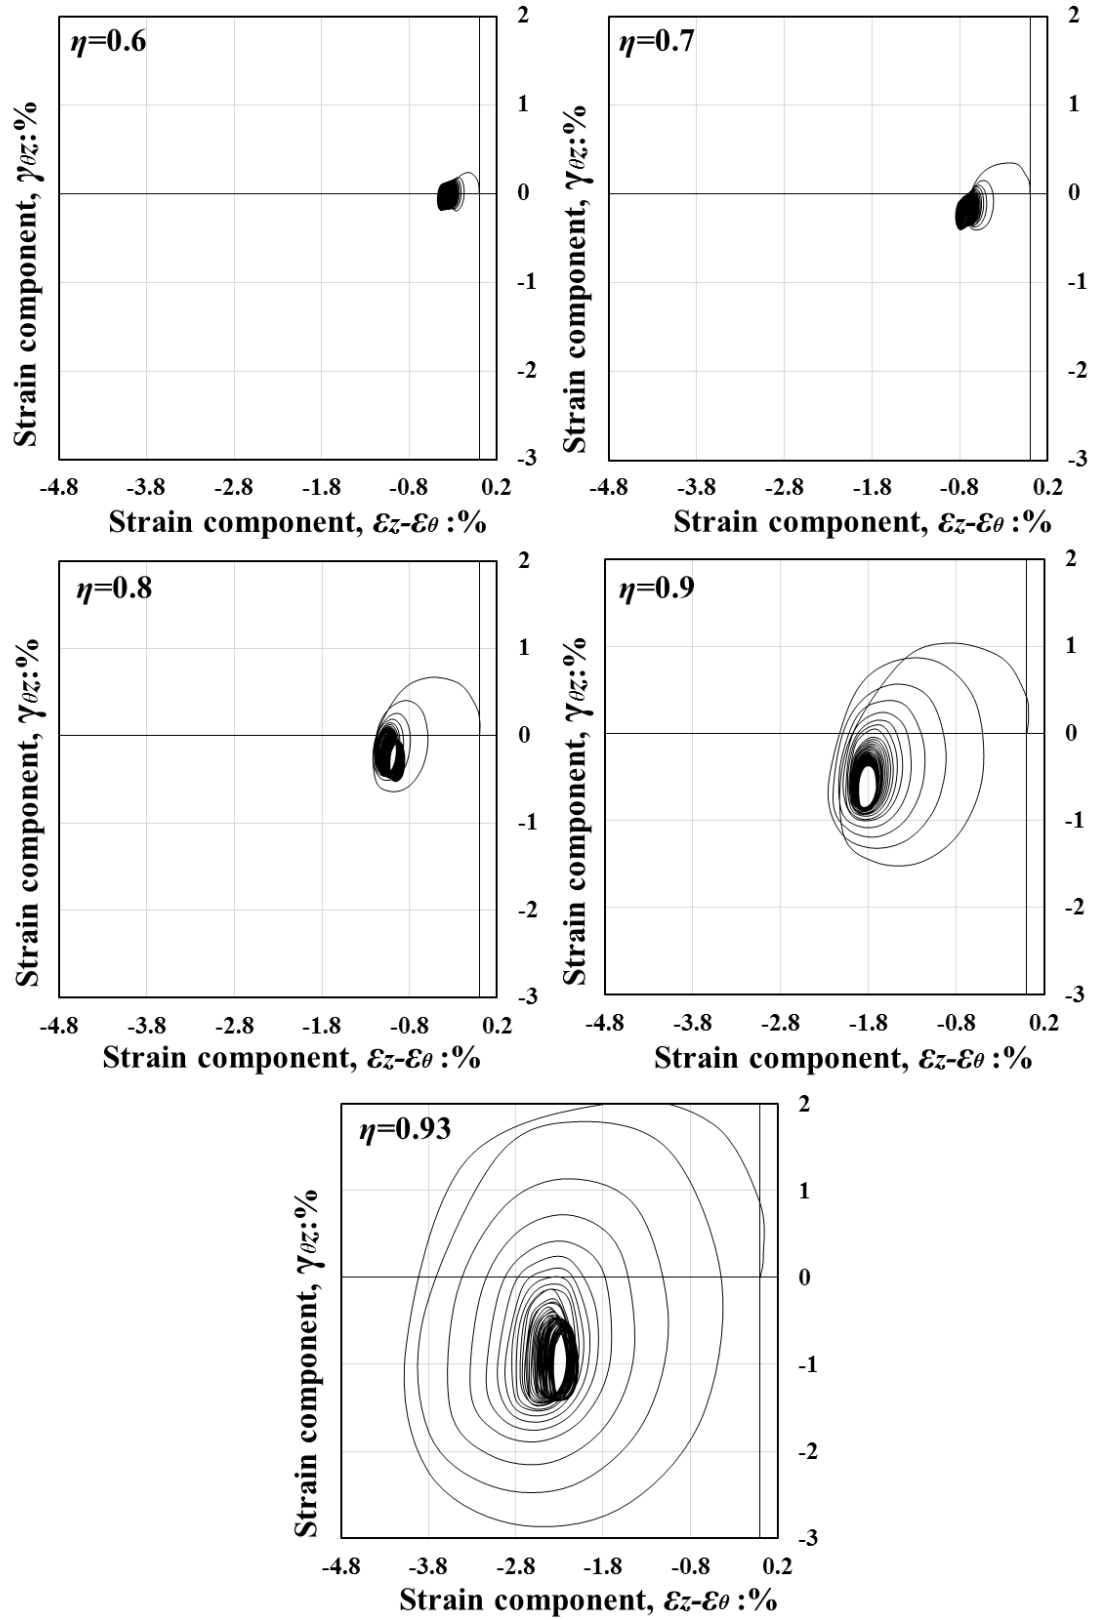 η=0.6
2
1
0
-1
-2
-3
Strain component, γθz:%
-4.8 -3.8 -2.8 -1.8 -0.8 0.2
Strain component, εz-εθ :%
η=0.7
2
1
0
-1
-2
-3
Strain component, γθz:%
-4.8 -3.8 -2.8 -1.8 -0.8 0.2
Strain component, εz-εθ :%
η=0.8
2
1
0
-1
-2
-3
Strain component, γθz:%
-4.8 -3.8 -2.8 -1.8 -0.8 0.2
Strain component, εz-εθ :%
η=0.9
2
1
0
-1
-2
-3
Strain component, γθz:%
-4.8 -3.8 -2.8 -1.8 -0.8 0.2
Strain component, εz-εθ :%
η=0.93
2
1
0
-1
-2
-3
Strain component, γθz:%
-4.8 -3.8 -2.8 -1.8 -0.8 0.2
Strain component, εz-εθ :%